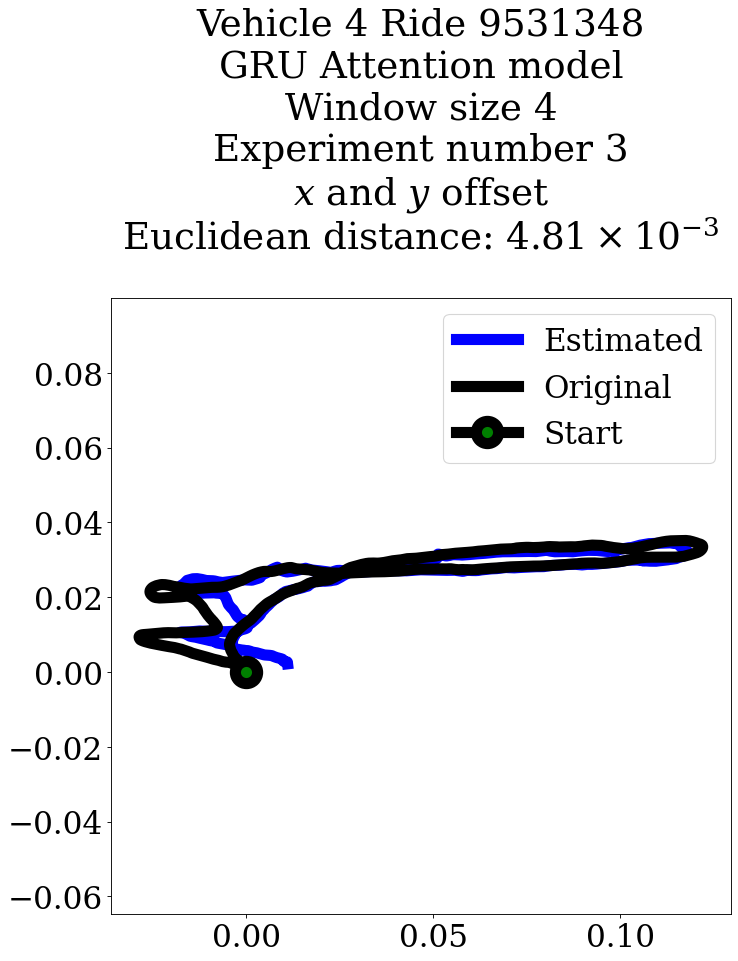 Vehicle 4 Ride 9531348
GRU Attention model
Window size 4
Experiment number 3
x and y offset
Euclidean distance: 4.81 × 10⁻³
Estimated
Original
Start
0.08
0.06
0.04
0.02
0.00
−0.02
−0.04
−0.06
0.00 0.05 0.10